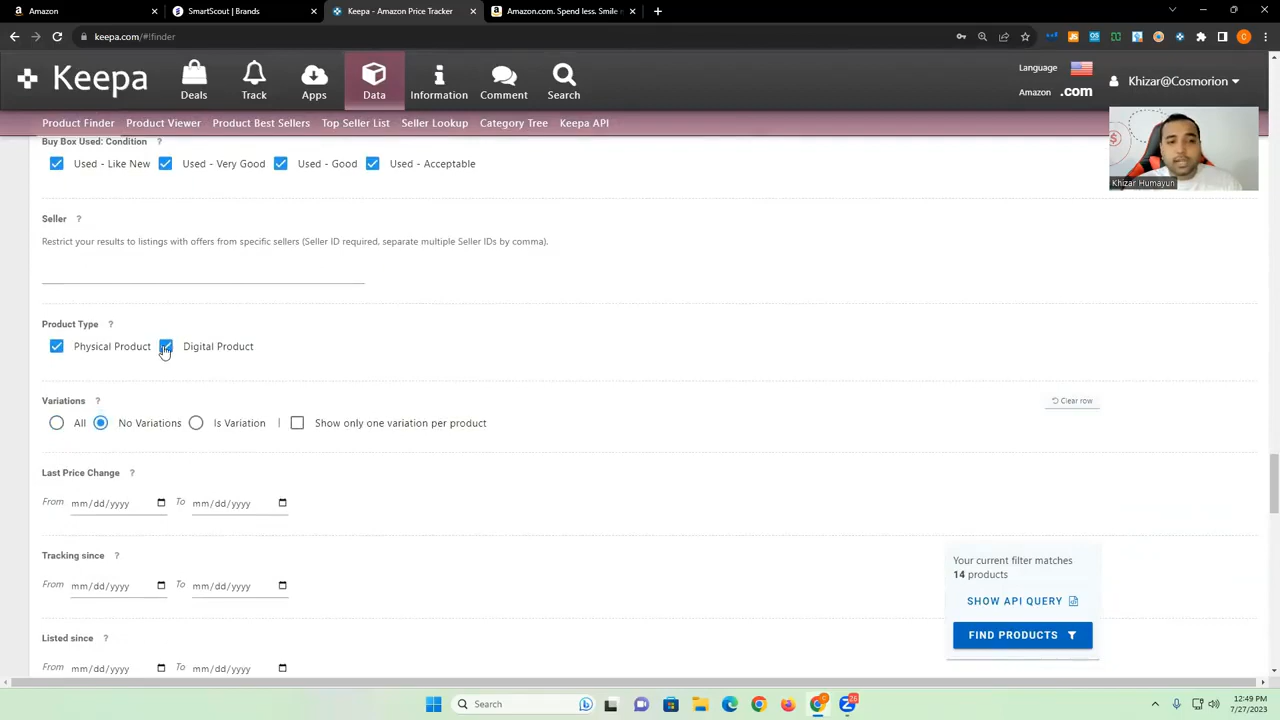 Amazon
SmartScout | Brands
Keepa - Amazon Price Tracker
Amazon.com. Spend less. Smile m
keepa.com/#!finder
Keepa
Deals
Track
Apps
Data
Information
Comment
Search
Language
Amazon .com
Khizar@Cosmorion
Product Finder
Product Viewer
Product Best Sellers
Top Seller List
Seller Lookup
Category Tree
Keepa API
Khizar Humayun
Buy Box Used: Condition ?
Used - Like New
Used - Very Good
Used - Good
Used - Acceptable
Seller ?
Restrict your results to listings with offers from specific sellers (Seller ID required, separate multiple Seller IDs by comma).
Product Type ?
Physical Product
Digital Product
Variations ?
Clear row
All
No Variations
Is Variation
|
Show only one variation per product
Last Price Change ?
From mm/dd/yyyy To mm/dd/yyyy
Tracking since ?
From mm/dd/yyyy To mm/dd/yyyy
Listed since ?
From mm/dd/yyyy To mm/dd/yyyy
Your current filter matches
14 products
SHOW API QUERY
FIND PRODUCTS
Search
26
12:49 PM
7/27/2023